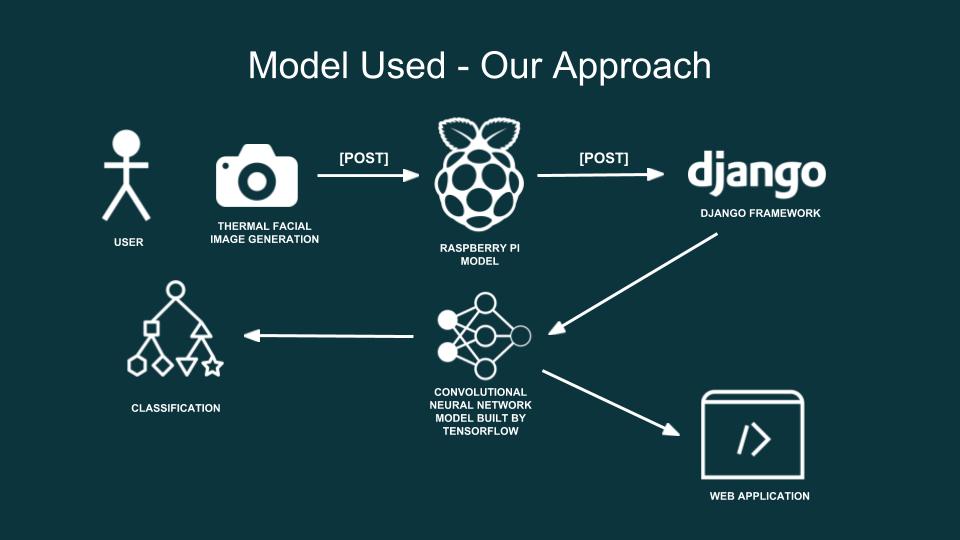 Model Used - Our Approach
[POST]
[POST]
django
USER
THERMAL FACIAL
IMAGE GENERATION
RASPBERRY PI
MODEL
DJANGO FRAMEWORK
CLASSIFICATION
CONVOLUTIONAL
NEURAL NETWORK
MODEL BUILT BY
TENSORFLOW
</>
WEB APPLICATION